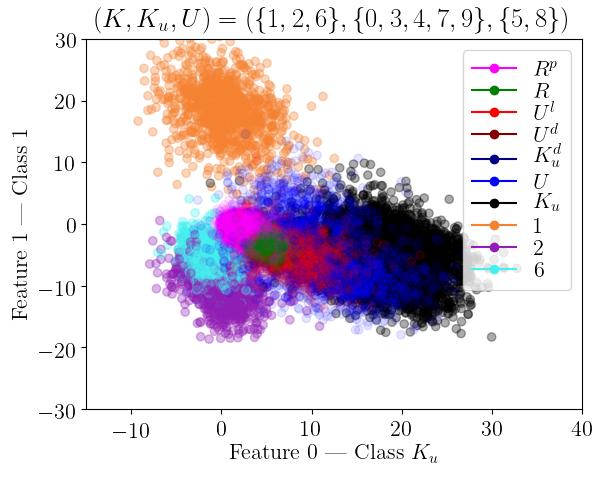 (K, K_u, U) = ({1, 2, 6}, {0, 3, 4, 7, 9}, {5, 8})
30
20
10
0
−10
−20
−30
Feature 1 — Class 1
R^p
R
U^l
U^d
K_u^d
U
K_u
1
2
6
−10
0
10
20
30
40
Feature 0 — Class K_u